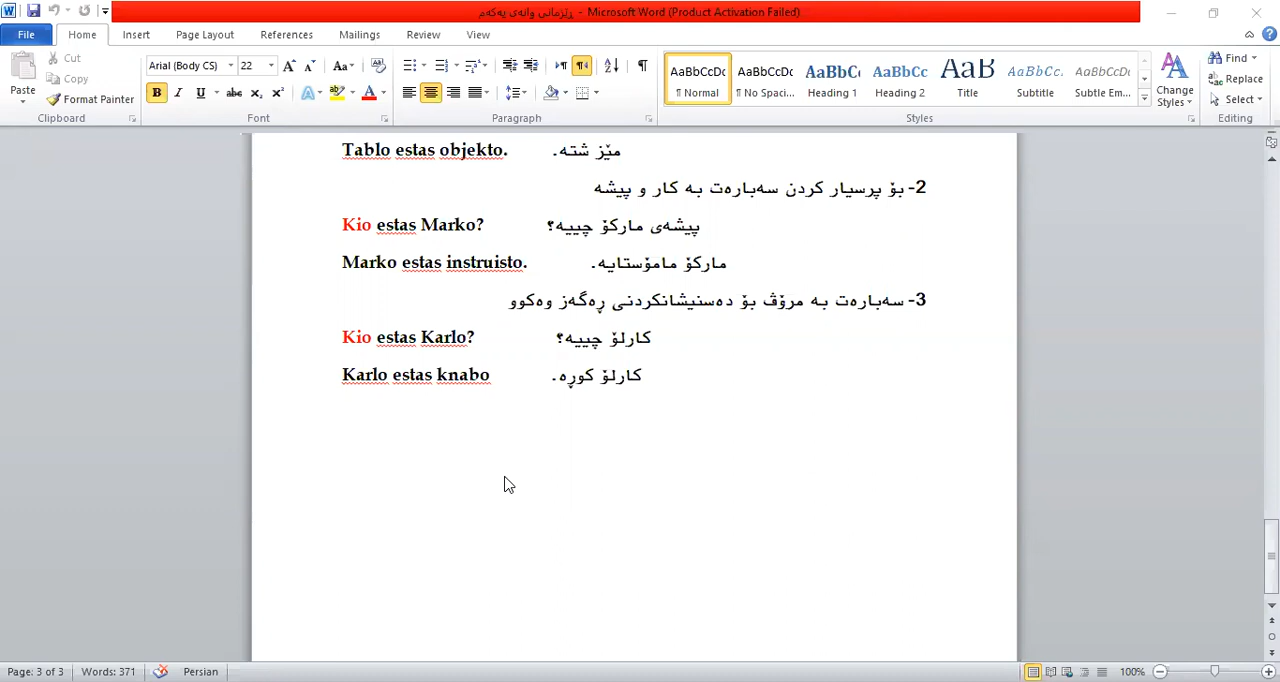 ڕێزمانی وانەی یەکەم - Microsoft Word (Product Activation Failed)
File Home Insert Page Layout References Mailings Review View
Paste
Cut
Copy
Format Painter
Clipboard
Arial (Body CS) 22
Font
Paragraph
AaBbCcDc AaBbCcDc AaBbC AaBbCc AaB AaBbCc. AaBbCcDc
¶ Normal ¶ No Spaci... Heading 1 Heading 2 Title Subtitle Subtle Em...
Change Styles
Styles
Find
Replace
Select
Editing
Tablo estas objekto. مێز شتە.
2- بۆ پرسیار کردن سەبارەت بە کار و پیشە
Kio estas Marko? پیشەی مارکۆ چییە؟
Marko estas instruisto. مارکۆ مامۆستایە.
3- سەبارەت بە مرۆڤ بۆ دەسنیشانکردنی ڕەگەز وەکوو
Kio estas Karlo? کارلۆ چییە؟
Karlo estas knabo کارلۆ کوڕە.
Page: 3 of 3 Words: 371 Persian 100%